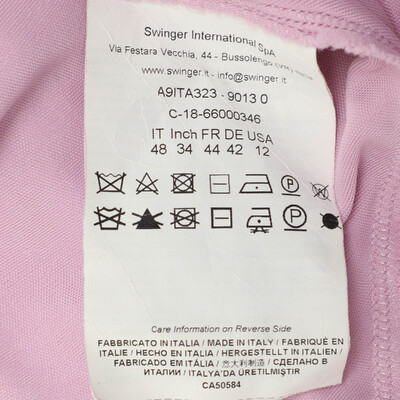 Swinger International SpA
Via Festara Vecchia, 44 - Bussolengo
www.swinger.it - info@swinger.it
A9ITA323 - 9013 0
C-18-66000346
IT Inch FR DE USA
48 34 44 42 12
P W
Care Information on Reverse Side
FABBRICATO IN ITALIA / MADE IN ITALY / FABRIQUÉ EN
ITALIE / HECHO EN ITALIA / HERGESTELLT IN ITALIEN /
FABRICADO EM ITÁLIA / 意大利制造 / СДЕЛАНО В
ИТАЛИИ / ITALYA'DA ÜRETILMIŞTIR
CA50584